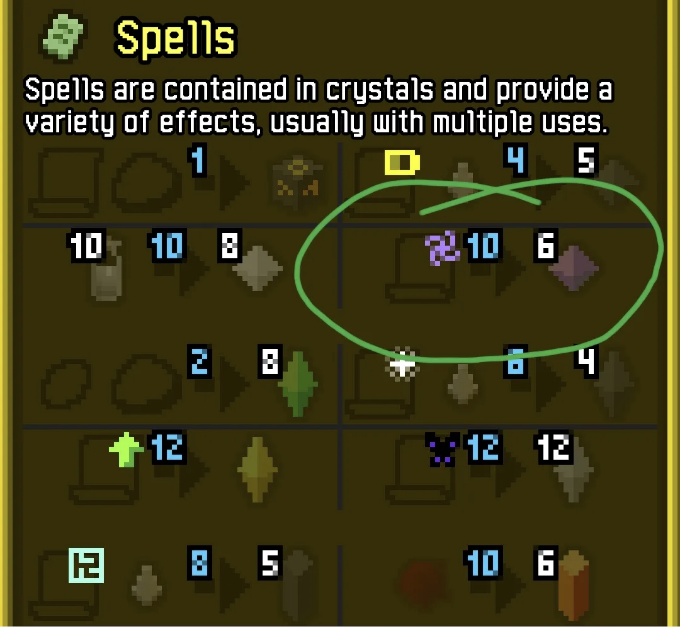 Spells
Spells are contained in crystals and provide a
variety of effects, usually with multiple uses.
1 4 5
10 10 8 10 6
2 8 8 4
12 12 12
8 5 10 6